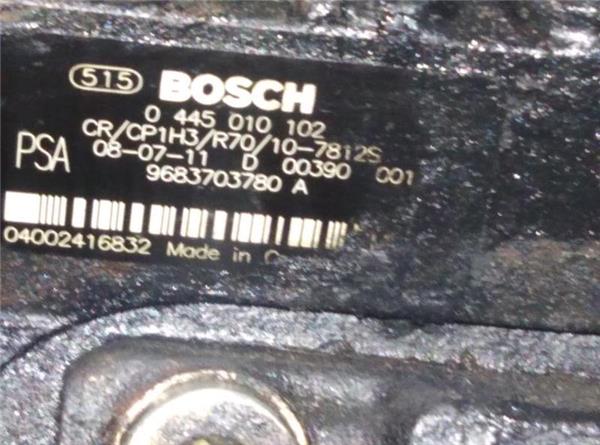 515 BOSCH
0 445 010 102
CR/CP1H3/R70/10-7812S
PSA 08-07-11 D 00390 001
9683703780 A
04002416832 Made in